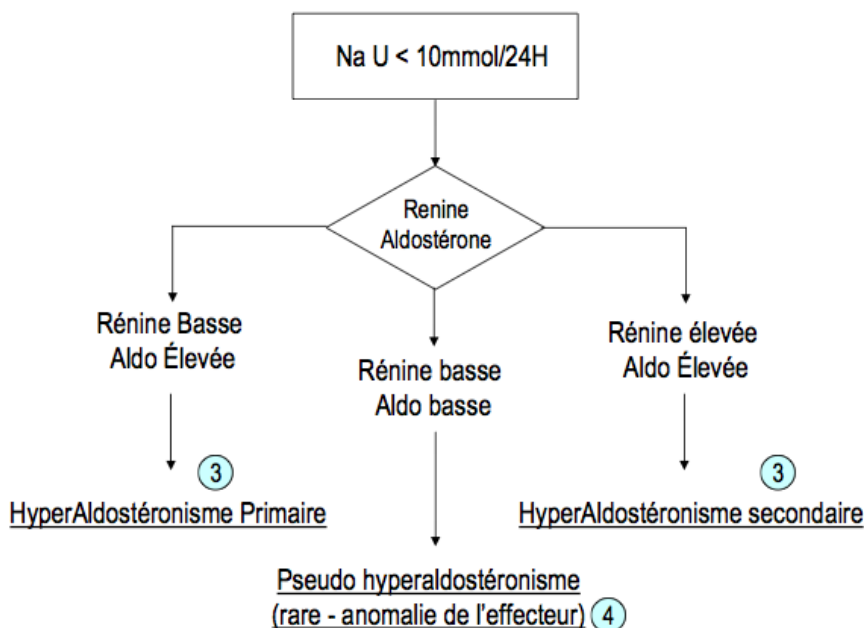 Na U < 10mmol/24H
Renine
Aldostérone
Rénine Basse
Aldo Élevée
Rénine basse
Aldo basse
Rénine élevée
Aldo Élevée
3
HyperAldostéronisme Primaire
3
HyperAldostéronisme secondaire
Pseudo hyperaldostéronisme
(rare - anomalie de l'effecteur) 4